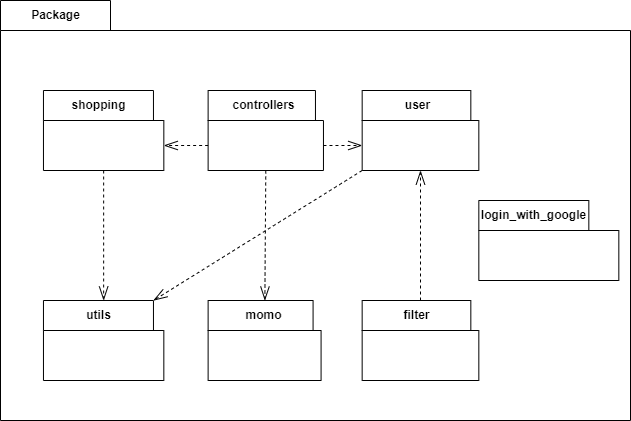 Package
shopping
controllers
user
login_with_google
utils
momo
filter